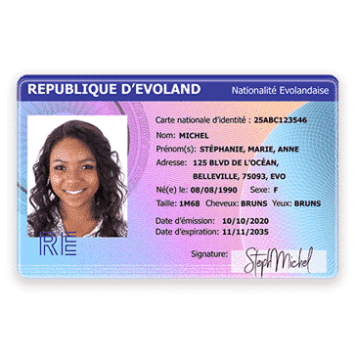 REPUBLIQUE D'EVOLAND Nationalité Evolandaise
Carte nationale d'identité : 25ABC123546
Nom: MICHEL
Prénom(s): STÉPHANIE, MARIE, ANNE
Adresse: 125 BLVD DE L'OCÉAN,
BELLEVILLE, 75093, EVO
Né(e) le: 08/08/1990 Sexe: F
Taille: 1M68 Cheveux: BRUNS Yeux: BRUNS
Date d'émission: 10/10/2020
Date d'expiration: 11/11/2035
RE
Signature: StephMichel